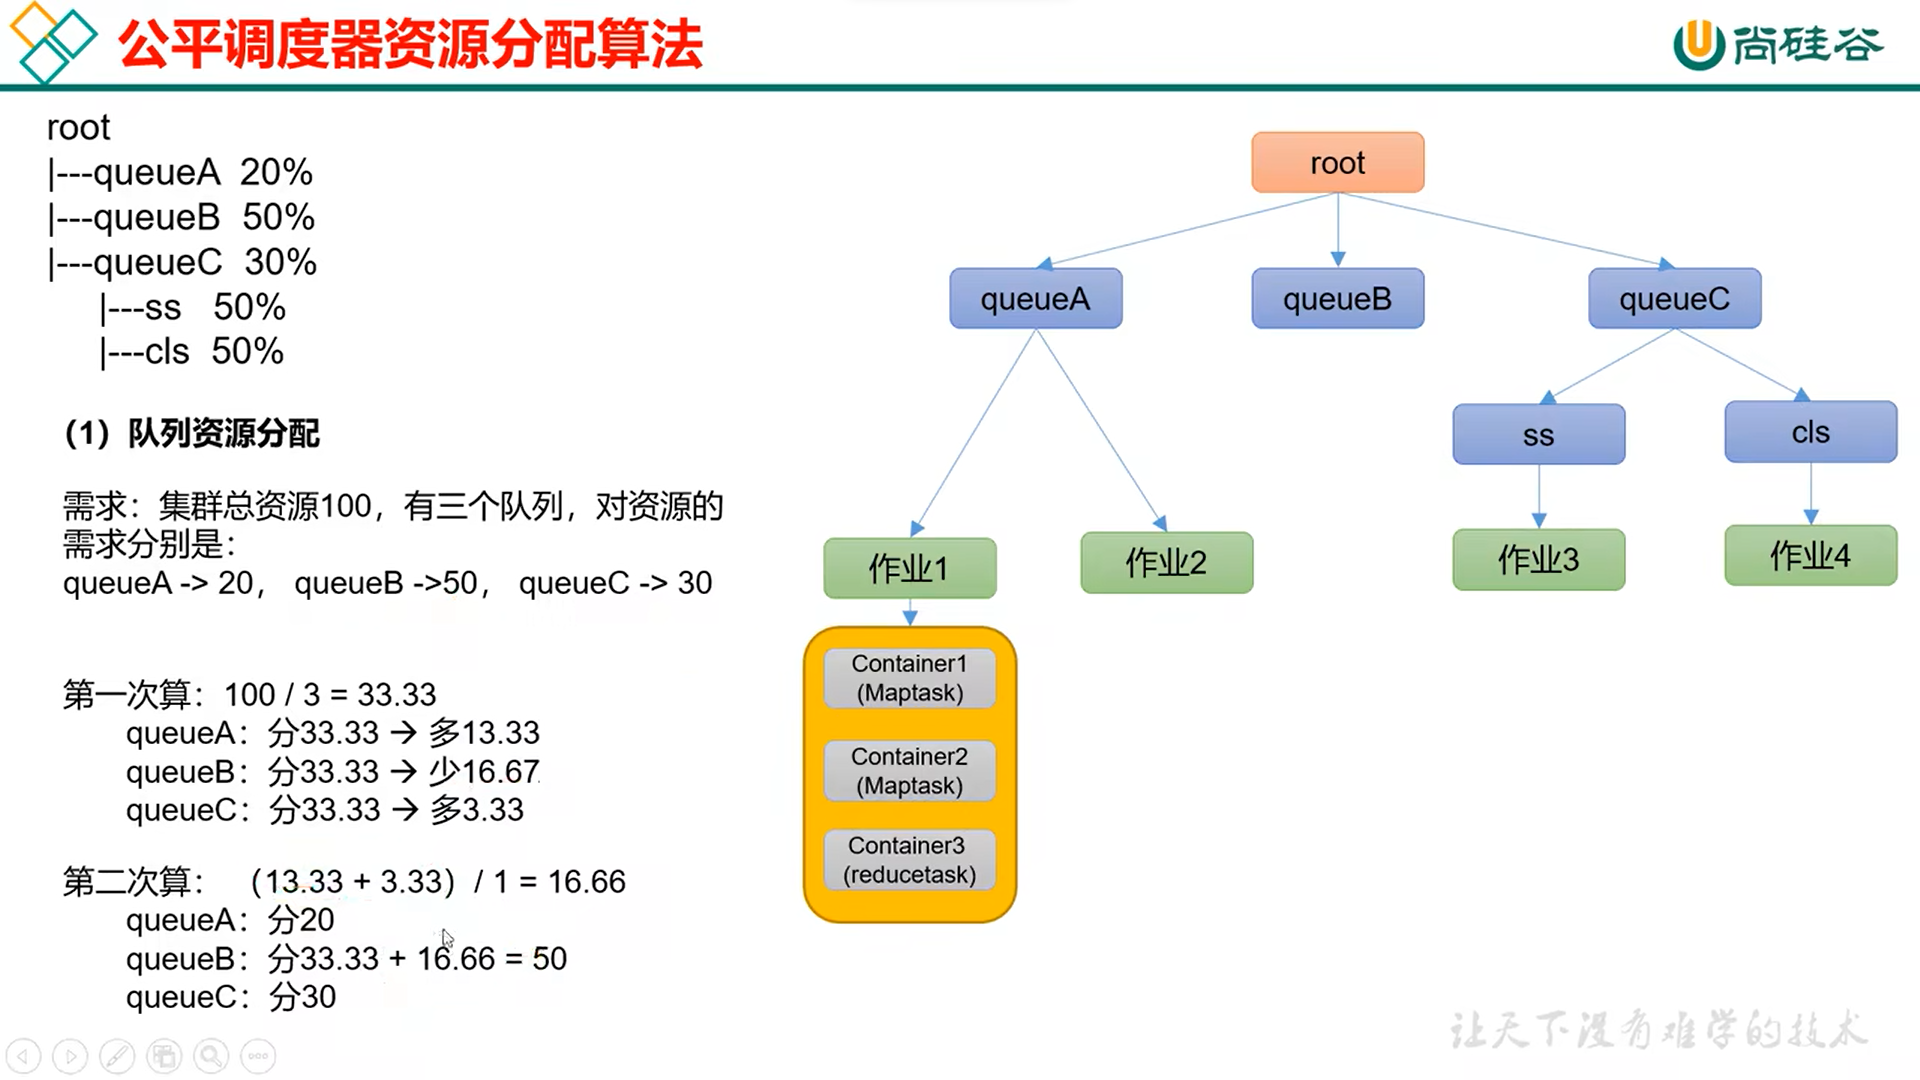 公平调度器资源分配算法
尚硅谷
root
|---queueA 20%
|---queueB 50%
|---queueC 30%
|---ss 50%
|---cls 50%
（1）队列资源分配
需求：集群总资源100，有三个队列，对资源的
需求分别是：
queueA -> 20， queueB ->50， queueC -> 30
第一次算：100 / 3 = 33.33
queueA：分33.33 → 多13.33
queueB：分33.33 → 少16.67
queueC：分33.33 → 多3.33
第二次算： （13.33 + 3.33）/ 1 = 16.66
queueA：分20
queueB：分33.33 + 16.66 = 50
queueC：分30
root
queueA
queueB
queueC
ss
cls
作业1
作业2
作业3
作业4
Container1
(Maptask)
Container2
(Maptask)
Container3
(reducetask)
让天下没有难学的技术